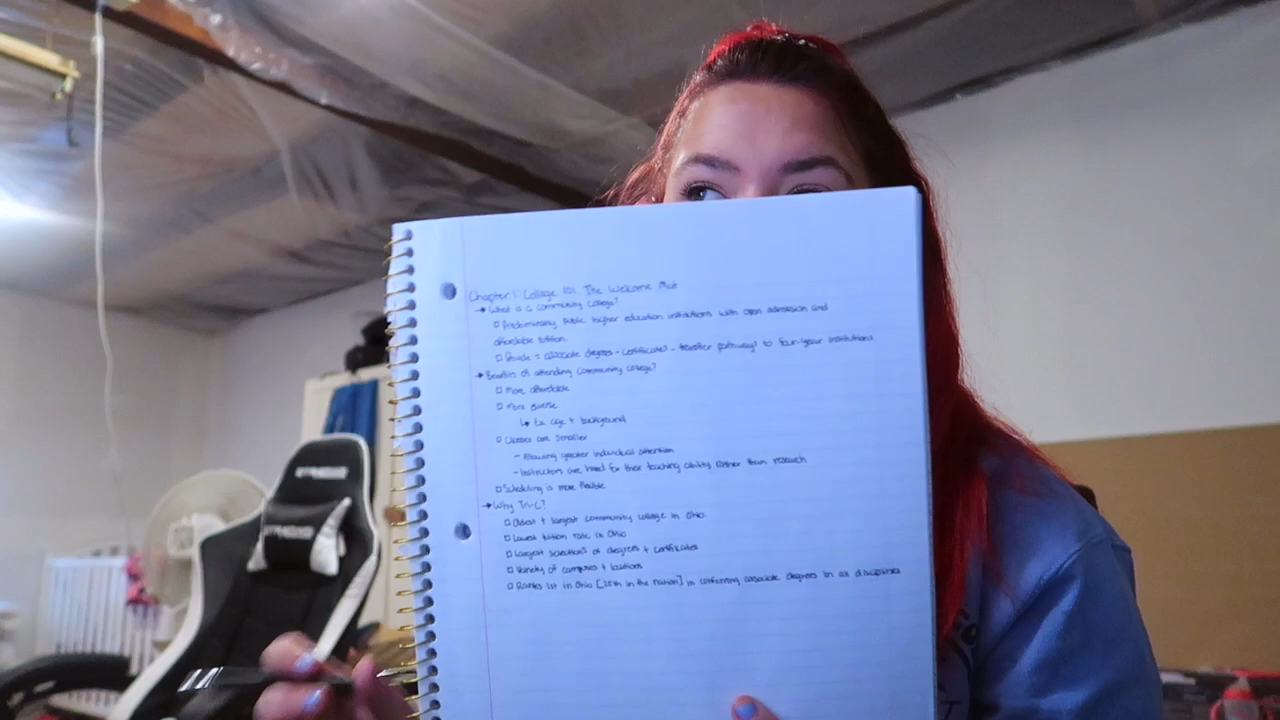 Chapter 1: College 101: The Welcome Mat
→ What is a community college?
□ Predominatly public higher education institutions with open admission and
affordable tuition.
□ Provide = associate degrees - certificates - transfer pathways to four-year institutions
→ Benefits of attending community college?
□ More affordable
□ More diverse
↳ Ex. age + background
□ Classes are smaller
- Allowing greater individual attention
- Instructors are hired for their teaching ability rather than research
□ Scheduling is more flexible
→ Why Tri-C?
□ Oldest + largest community college in Ohio.
□ Lowest tuition rate in Ohio
□ Largest selections of degrees + certificates
□ Variety of campuses + locations
□ Ranks 1st in Ohio [25th in the nation] in conferring associate degrees in all disciplines